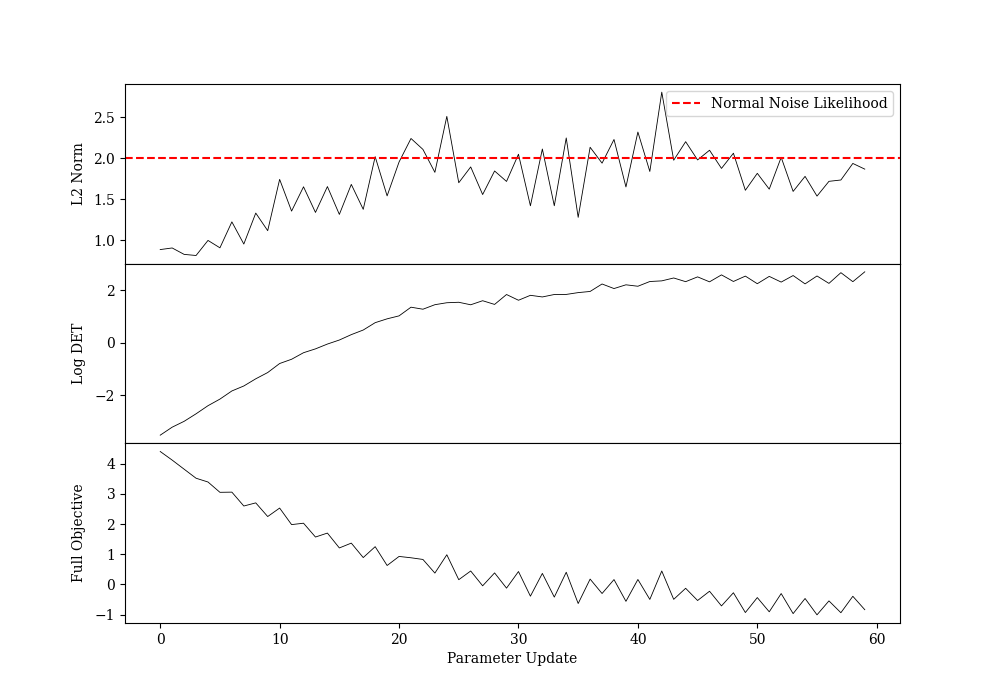 Normal Noise Likelihood
L2 Norm
2.5
2.0
1.5
1.0
Log DET
2
0
−2
Full Objective
4
3
2
1
0
−1
0 10 20 30 40 50 60
Parameter Update